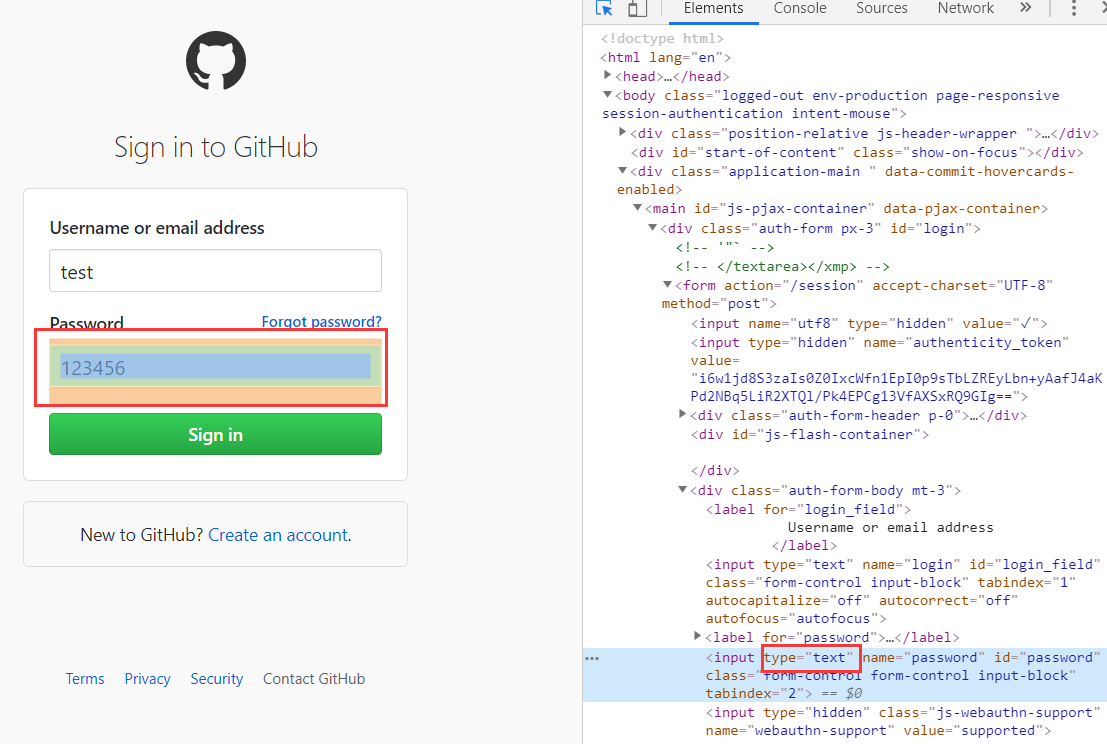 Sign in to GitHub
Username or email address
test
Password
Forgot password?
123456
Sign in
New to GitHub? Create an account.
Terms Privacy Security Contact GitHub
Elements Console Sources Network »
<!doctype html>
<html lang="en">
<head>…</head>
<body class="logged-out env-production page-responsive
session-authentication intent-mouse">
<div class="position-relative js-header-wrapper ">…</div>
<div id="start-of-content" class="show-on-focus"></div>
<div class="application-main " data-commit-hovercards-
enabled>
<main id="js-pjax-container" data-pjax-container>
<div class="auth-form px-3" id="login">
<!-- '"` -->
<!-- </textarea></xmp> -->
<form action="/session" accept-charset="UTF-8"
method="post">
<input name="utf8" type="hidden" value="✓">
<input type="hidden" name="authenticity_token"
value=
"i6w1jd8S3zaIs0Z0IxcWfn1EpI0p9sTbLZREyLbn+yAafJ4aK
Pd2NBq5LiR2XTQl/Pk4EPCg13VfAXSxRQ9GIg==">
<div class="auth-form-header p-0">…</div>
<div id="js-flash-container">
</div>
<div class="auth-form-body mt-3">
<label for="login_field">
Username or email address
</label>
<input type="text" name="login" id="login_field"
class="form-control input-block" tabindex="1"
autocapitalize="off" autocorrect="off"
autofocus="autofocus">
<label for="password">…</label>
<input type="text" name="password" id="password"
class="form-control form-control input-block"
tabindex="2"> == $0
<input type="hidden" class="js-webauthn-support"
name="webauthn-support" value="supported">